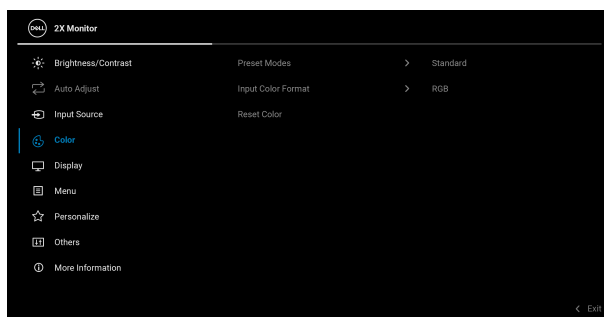 DELL 2X Monitor
Brightness/Contrast Preset Modes > Standard
Auto Adjust Input Color Format > RGB
Input Source Reset Color
Color
Display
Menu
Personalize
Others
More Information
< Exit